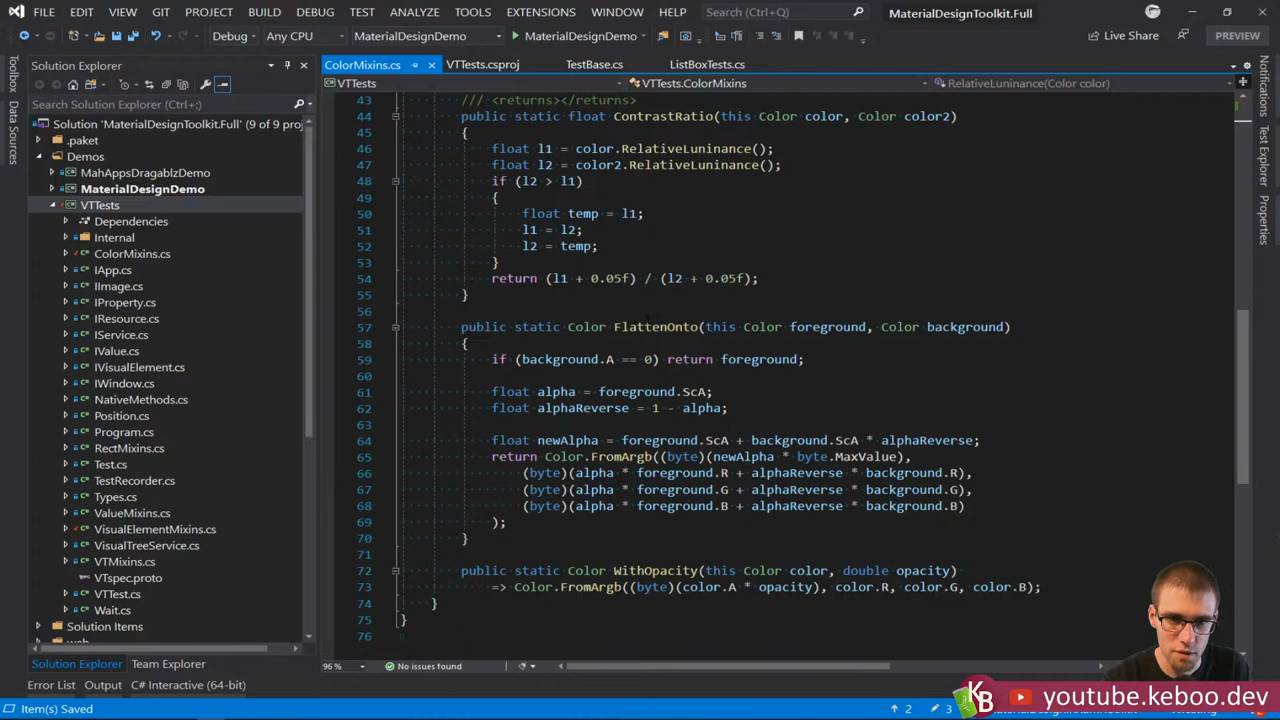 FILE EDIT VIEW GIT PROJECT BUILD DEBUG TEST ANALYZE TOOLS EXTENSIONS WINDOW HELP Search (Ctrl+Q) MaterialDesignToolkit.Full
Debug Any CPU MaterialDesignDemo MaterialDesignDemo Live Share PREVIEW
Toolbox
Data Sources
Solution Explorer
Search Solution Explorer (Ctrl+;)
Solution 'MaterialDesignToolkit.Full' (9 of 9 proj
.paket
Demos
MahAppsDragablzDemo
MaterialDesignDemo
VTTests
Dependencies
Internal
ColorMixins.cs
IApp.cs
IImage.cs
IProperty.cs
IResource.cs
IService.cs
IValue.cs
IVisualElement.cs
IWindow.cs
NativeMethods.cs
Position.cs
Program.cs
RectMixins.cs
Test.cs
TestRecorder.cs
Types.cs
ValueMixins.cs
VisualElementMixins.cs
VisualTreeService.cs
VTMixins.cs
VTspec.proto
VTTest.cs
Wait.cs
Solution Items
web
Solution Explorer Team Explorer
ColorMixins.cs VTTests.csproj TestBase.cs ListBoxTests.cs
VTTests VTTests.ColorMixins RelativeLuninance(Color color)
43 /// <returns></returns>
44 public static float ContrastRatio(this Color color, Color color2)
45 {
46 float l1 = color.RelativeLuninance();
47 float l2 = color2.RelativeLuninance();
48 if (l2 > l1)
49 {
50 float temp = l1;
51 l1 = l2;
52 l2 = temp;
53 }
54 return (l1 + 0.05f) / (l2 + 0.05f);
55 }
56
57 public static Color FlattenOnto(this Color foreground, Color background)
58 {
59 if (background.A == 0) return foreground;
60
61 float alpha = foreground.ScA;
62 float alphaReverse = 1 - alpha;
63
64 float newAlpha = foreground.ScA + background.ScA * alphaReverse;
65 return Color.FromArgb((byte)(newAlpha * byte.MaxValue),
66 (byte)(alpha * foreground.R + alphaReverse * background.R),
67 (byte)(alpha * foreground.G + alphaReverse * background.G),
68 (byte)(alpha * foreground.B + alphaReverse * background.B)
69 );
70 }
71
72 public static Color WithOpacity(this Color color, double opacity)
73 => Color.FromArgb((byte)(color.A * opacity), color.R, color.G, color.B);
74 }
75 }
76
96 % No issues found
Team Explorer
Properties
Error List Output C# Interactive (64-bit)
Item(s) Saved 2 3
KB youtube.keboo.dev